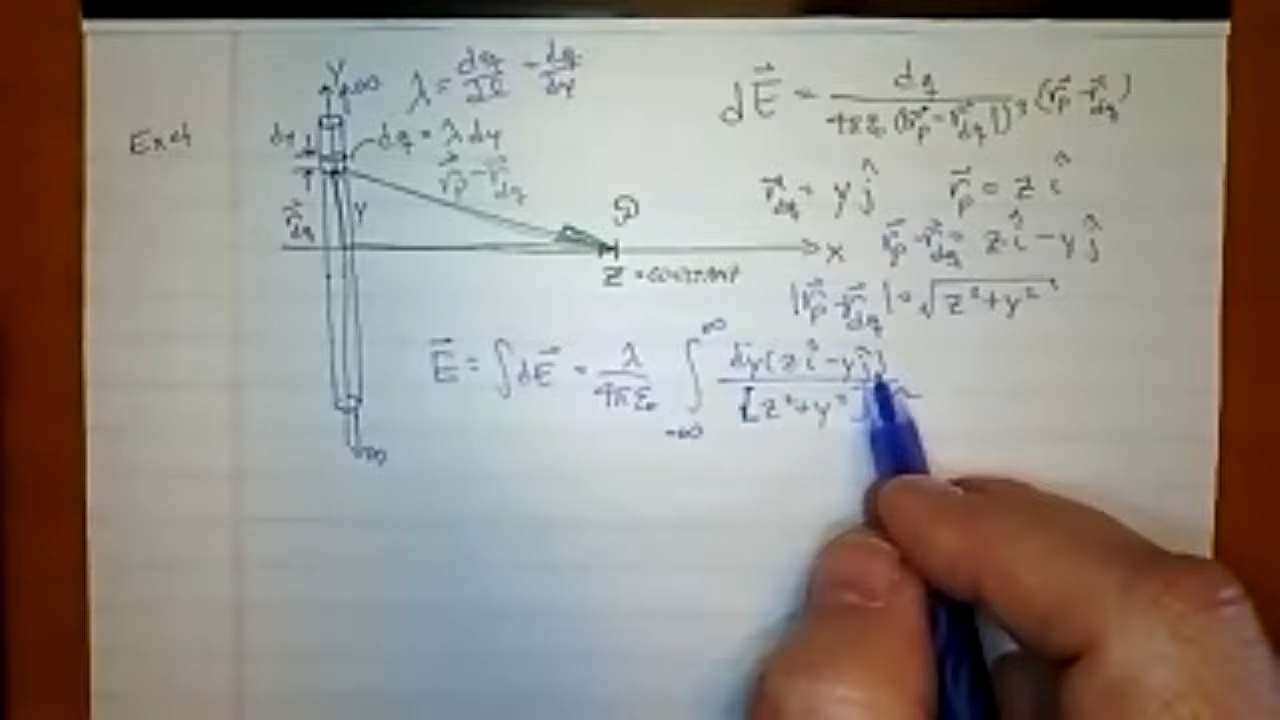 Y ∞ λ = dq/dl = dq/dy
dE⃗ = dq / 4πε₀ (|r⃗p - r⃗dq|)³ (r⃗p - r⃗dq)
Ex 4
dy dq = λ dy
r⃗p - r⃗dq
r⃗dq = y ĵ r⃗p = z î
r⃗dq Y P
x r⃗p - r⃗dq = z î - y ĵ
Z = constant
|r⃗p - r⃗dq| = √(z² + y²)
E⃗ = ∫ dE⃗ = λ / 4πε₀ ∫_{-∞}^{∞} dy (z î - y ĵ) / [z² + y²]
-∞